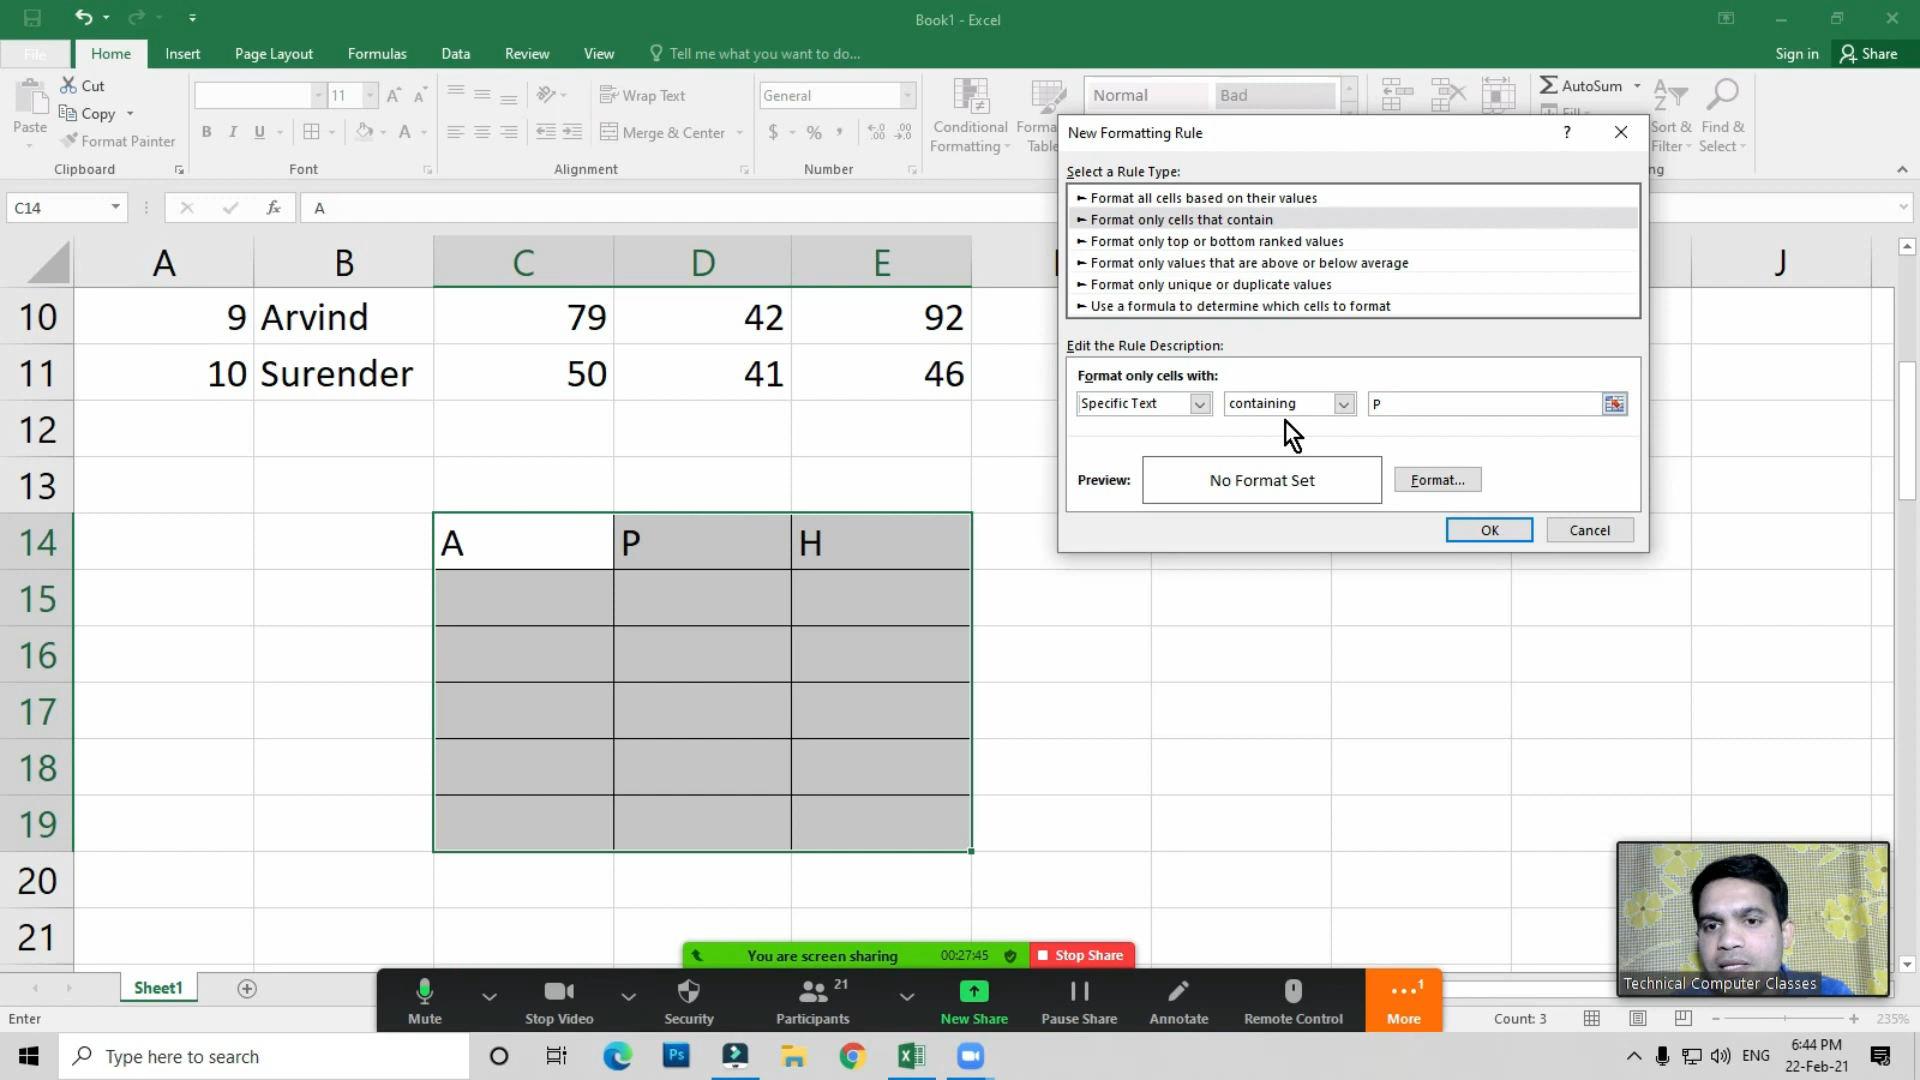 Book1 - Excel
File Home Insert Page Layout Formulas Data Review View Tell me what you want to do... Sign in Share
Paste Cut Copy Format Painter Clipboard
11 B I U Font
Wrap Text Merge & Center Alignment
General $ % , Number
Conditional Formatting
Normal Bad
AutoSum
Sort & Filter
Find & Select
C14 fx A
A B C D E J
10 9 Arvind 79 42 92
11 10 Surender 50 41 46
12
13
14 A P H
15
16
17
18
19
20
21
New Formatting Rule ?
Select a Rule Type:
► Format all cells based on their values
► Format only cells that contain
► Format only top or bottom ranked values
► Format only values that are above or below average
► Format only unique or duplicate values
► Use a formula to determine which cells to format
Edit the Rule Description:
Format only cells with:
Specific Text containing P
Preview: No Format Set Format...
OK Cancel
You are screen sharing 00:27:45 Stop Share
Technical Computer Classes
Sheet1
Mute Stop Video Security Participants 21 New Share Pause Share Annotate Remote Control More 1
Enter Count: 3 235%
Type here to search
Ps
ENG 6:44 PM
22-Feb-21